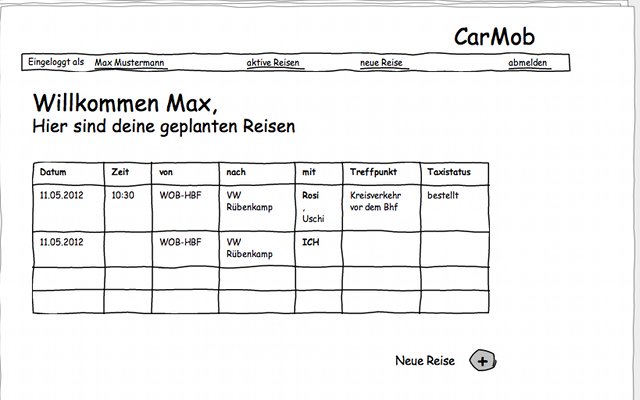 CarMob
Eingeloggt als Max Mustermann aktive Reisen neue Reise abmelden
Willkommen Max,
Hier sind deine geplanten Reisen
Datum Zeit von nach mit Treffpunkt Taxistatus
11.05.2012 10:30 WOB-HBF VW Rosi Kreisverkehr bestellt
Rübenkamp , vor dem Bhf
Uschi
11.05.2012 WOB-HBF VW ICH
Rübenkamp
Neue Reise +